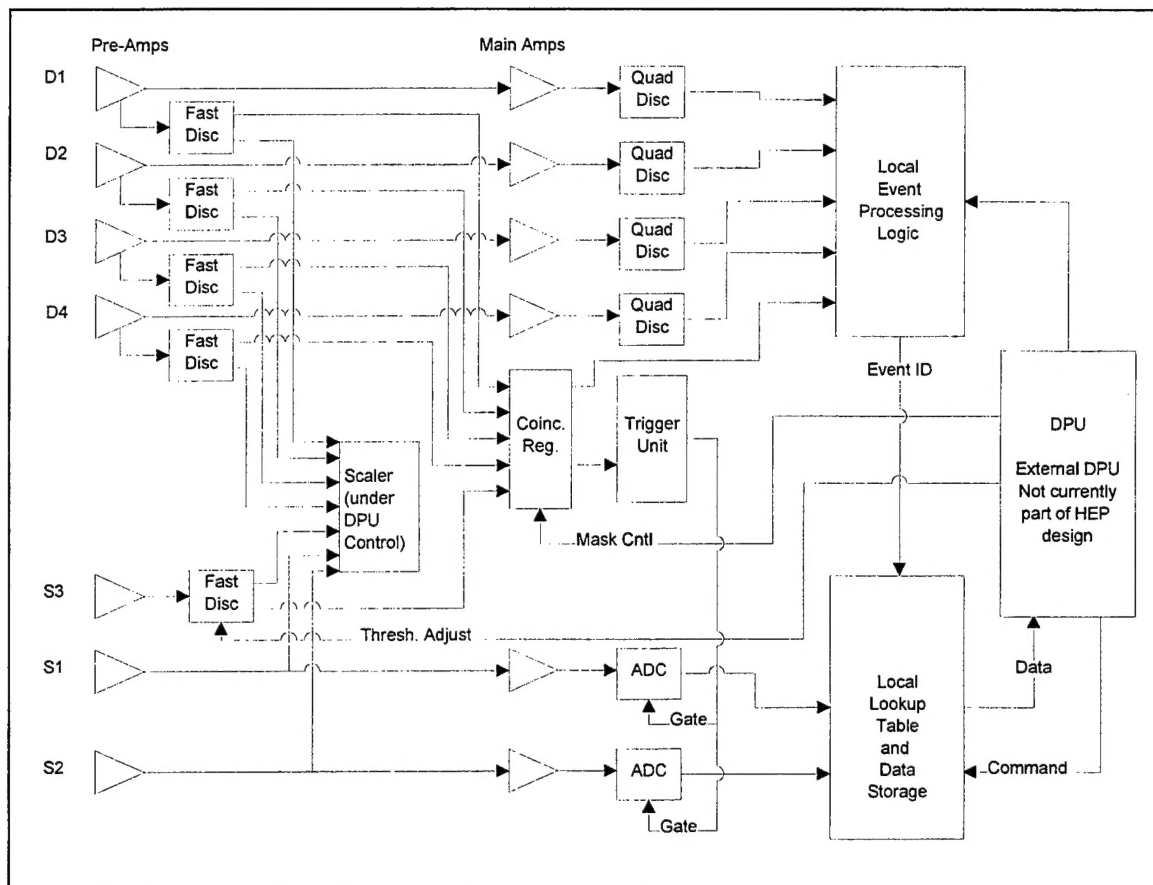 Pre-Amps
Main Amps
D1
Quad
Disc
Fast
Disc
D2
Quad
Disc
Fast
Disc
D3
Quad
Disc
Fast
Disc
D4
Quad
Disc
Fast
Disc
Local
Event
Processing
Logic
Event ID
Coinc.
Reg.
Trigger
Unit
Scaler
(under
DPU
Control)
DPU
External DPU
Not currently
part of HEP
design
Mask Cntl
S3
Fast
Disc
Thresh. Adjust
S1
ADC
Gate
Data
Local
Lookup
Table
and
Data
Storage
S2
ADC
Gate
Command